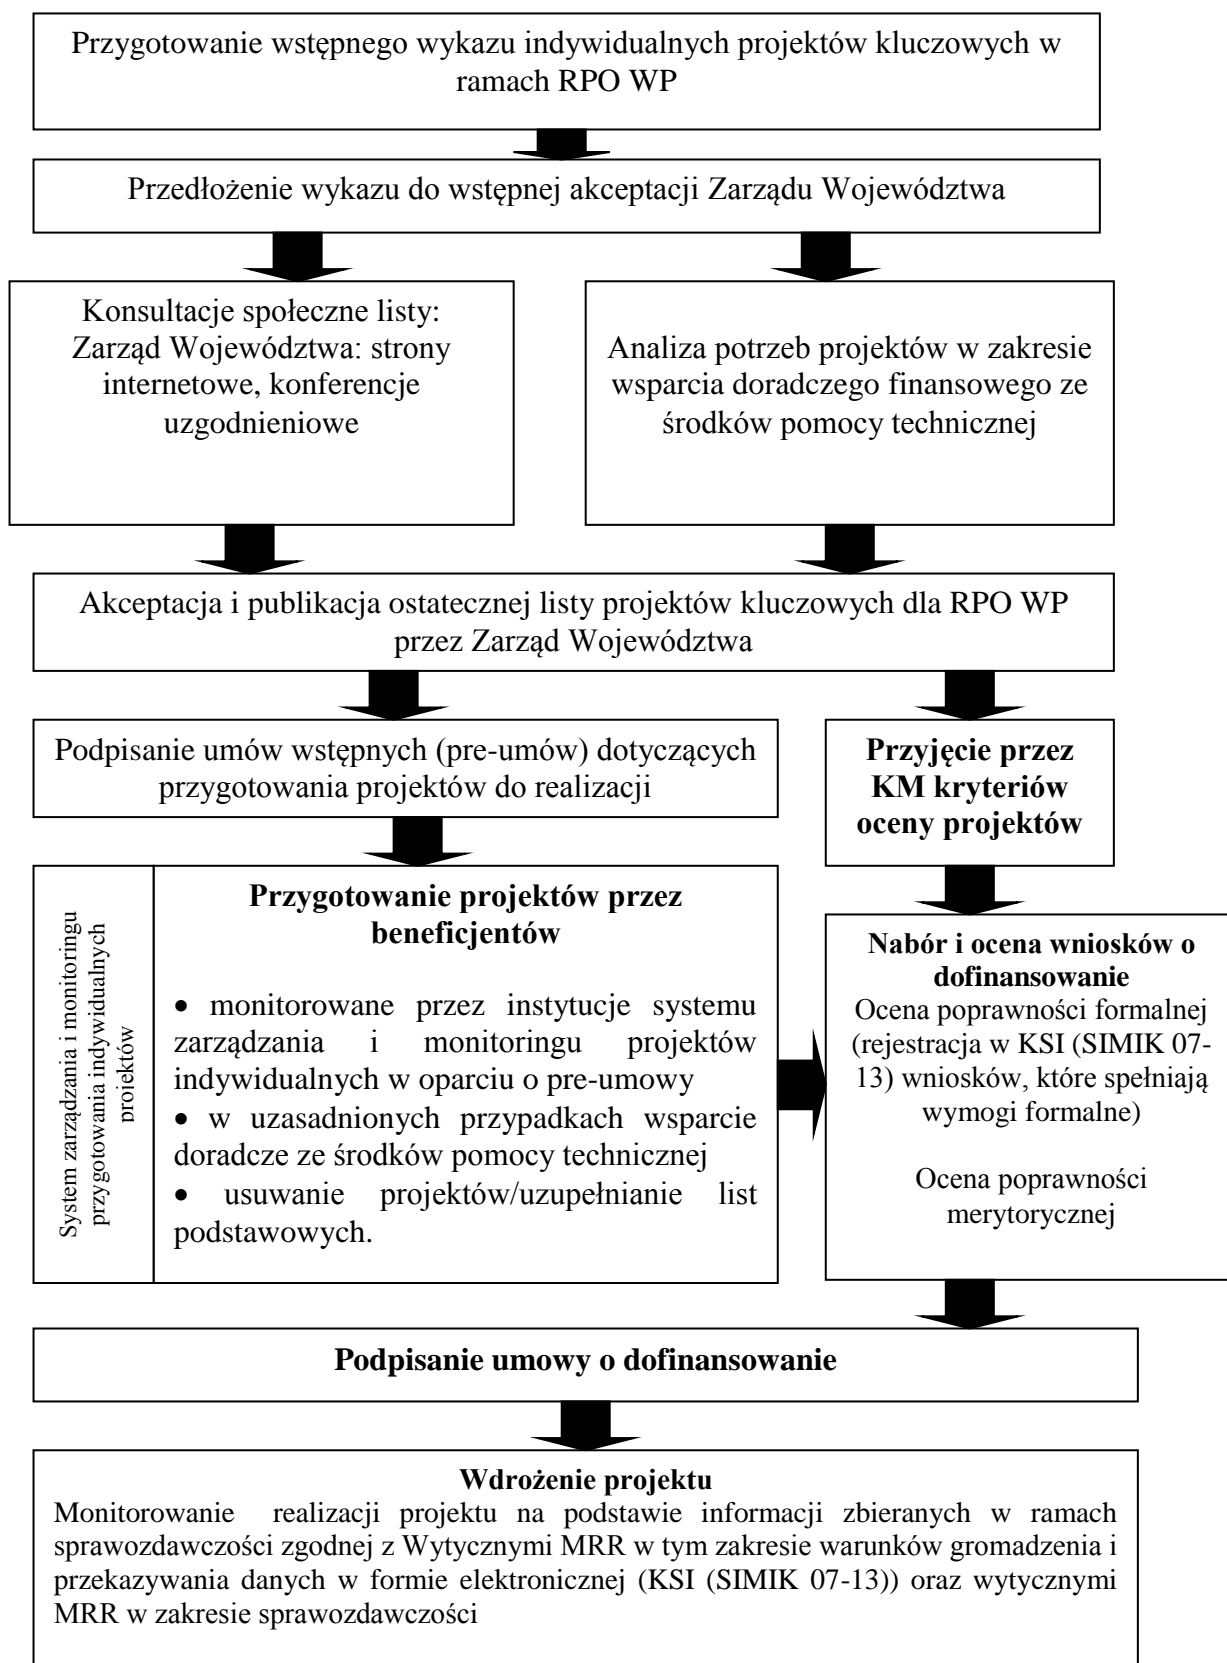 Przygotowanie wstępnego wykazu indywidualnych projektów kluczowych w
ramach RPO WP
Przedłożenie wykazu do wstępnej akceptacji Zarządu Województwa
Konsultacje społeczne listy:
Zarząd Województwa: strony
internetowe, konferencje
uzgodnieniowe
Analiza potrzeb projektów w zakresie
wsparcia doradczego finansowego ze
środków pomocy technicznej
Akceptacja i publikacja ostatecznej listy projektów kluczowych dla RPO WP
przez Zarząd Województwa
Podpisanie umów wstępnych (pre-umów) dotyczących
przygotowania projektów do realizacji
Przyjęcie przez
KM kryteriów
oceny projektów
System zarządzania i monitoringu
przygotowania indywidualnych
projektów
Przygotowanie projektów przez
beneficjentów
• monitorowane przez instytucje systemu
zarządzania i monitoringu projektów
indywidualnych w oparciu o pre-umowy
• w uzasadnionych przypadkach wsparcie
doradcze ze środków pomocy technicznej
• usuwanie projektów/uzupełnianie list
podstawowych.
Nabór i ocena wniosków o
dofinansowanie
Ocena poprawności formalnej
(rejestracja w KSI (SIMIK 07-
13) wniosków, które spełniają
wymogi formalne)
Ocena poprawności
merytorycznej
Podpisanie umowy o dofinansowanie
Wdrożenie projektu
Monitorowanie realizacji projektu na podstawie informacji zbieranych w ramach
sprawozdawczości zgodnej z Wytycznymi MRR w tym zakresie warunków gromadzenia i
przekazywania danych w formie elektronicznej (KSI (SIMIK 07-13)) oraz wytycznymi
MRR w zakresie sprawozdawczości